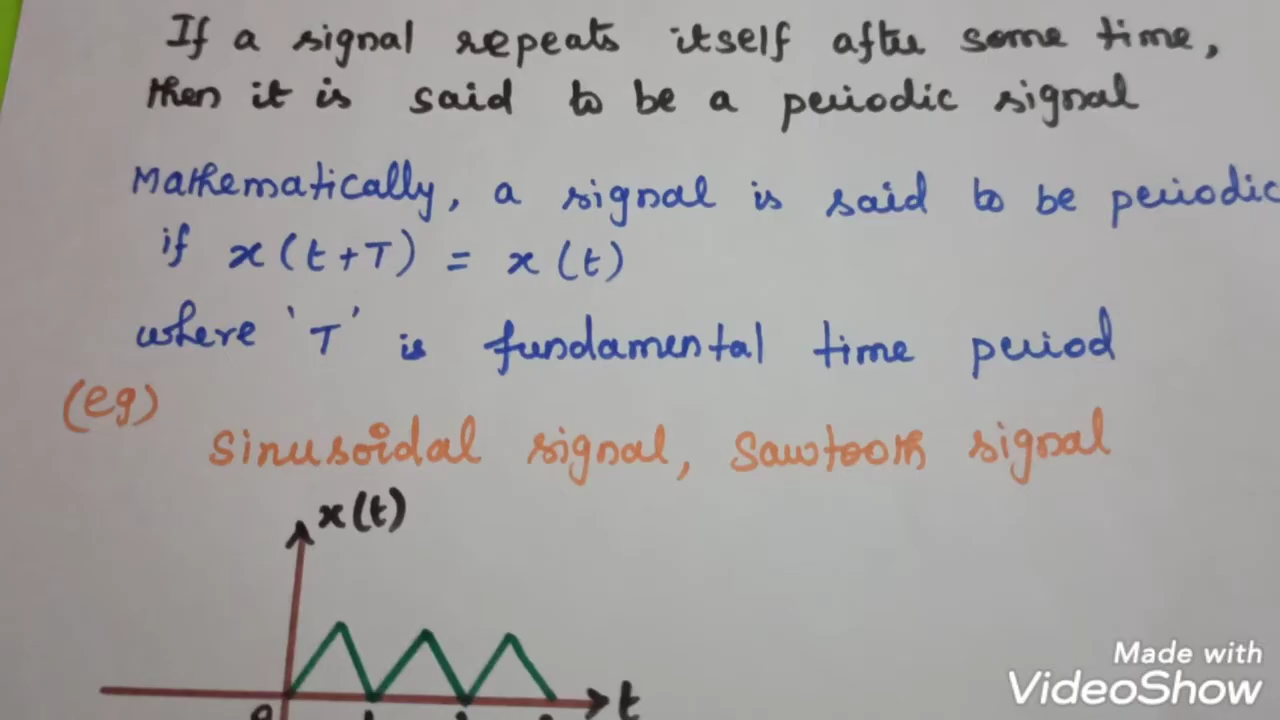 If a signal repeats itself after some time,
then it is said to be a periodic signal
Mathematically, a signal is said to be periodic
if x(t+T) = x(t)
where 'T' is fundamental time period
(eg)
Sinusoidal signal, Sawtooth signal
x(t)
t
Made with
VideoShow